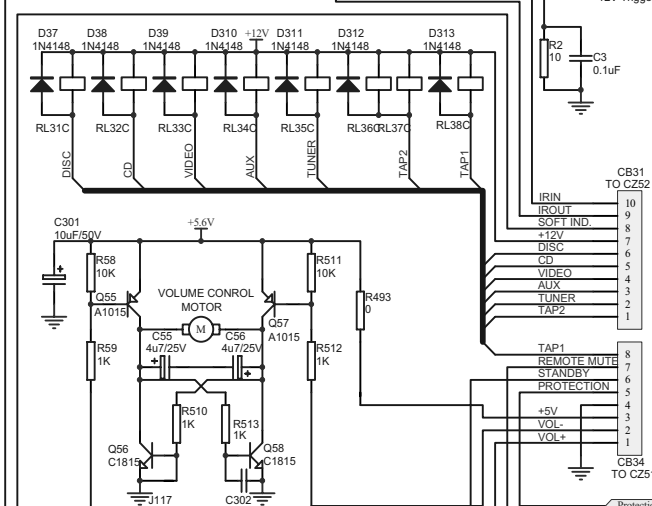 12V Trigge
D37 D38 D39 D310 +12V D311 D312 D313
1N4148 1N4148 1N4148 1N4148 1N4148 1N4148 1N4148
R2
10
C3
0.1uF
RL31C RL32C RL33C RL34C RL35C RL36C RL37C RL38C
DISC CD VIDEO AUX TUNER TAP2 TAP1
CB31
TO CZ52
IRIN 10
IROUT 9
SOFT IND. 8
+12V 7
DISC 6
CD 5
VIDEO 4
AUX 3
TUNER 2
TAP2 1
C301
10uF/50V
+5.6V
R58
10K
R511
10K
Q55
A1015
VOLUME CONROL
MOTOR
M
Q57
A1015
R493
0
C55
4u7/25V
C56
4u7/25V
R59
1K
R512
1K
TAP1 8
REMOTE MUTE 7
STANDBY 6
PROTECTION 5
4
+5V 3
VOL- 2
VOL+ 1
R510
1K
R513
1K
Q56
C1815
Q58
C1815
J117
C302
CB34
TO CZ51
Protectio